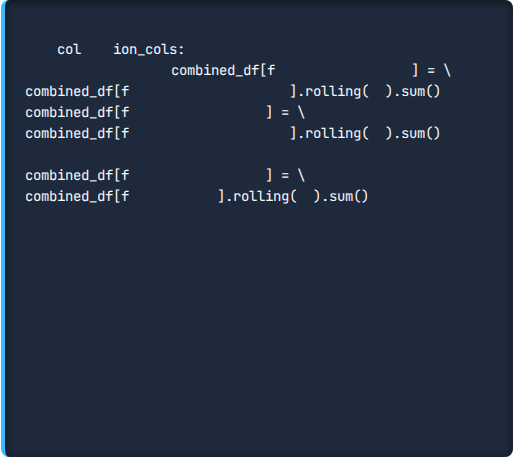 col ion_cols:
combined_df[f ] = \
combined_df[f ].rolling( ).sum()
combined_df[f ] = \
combined_df[f ].rolling( ).sum()
combined_df[f ] = \
combined_df[f ].rolling( ).sum()